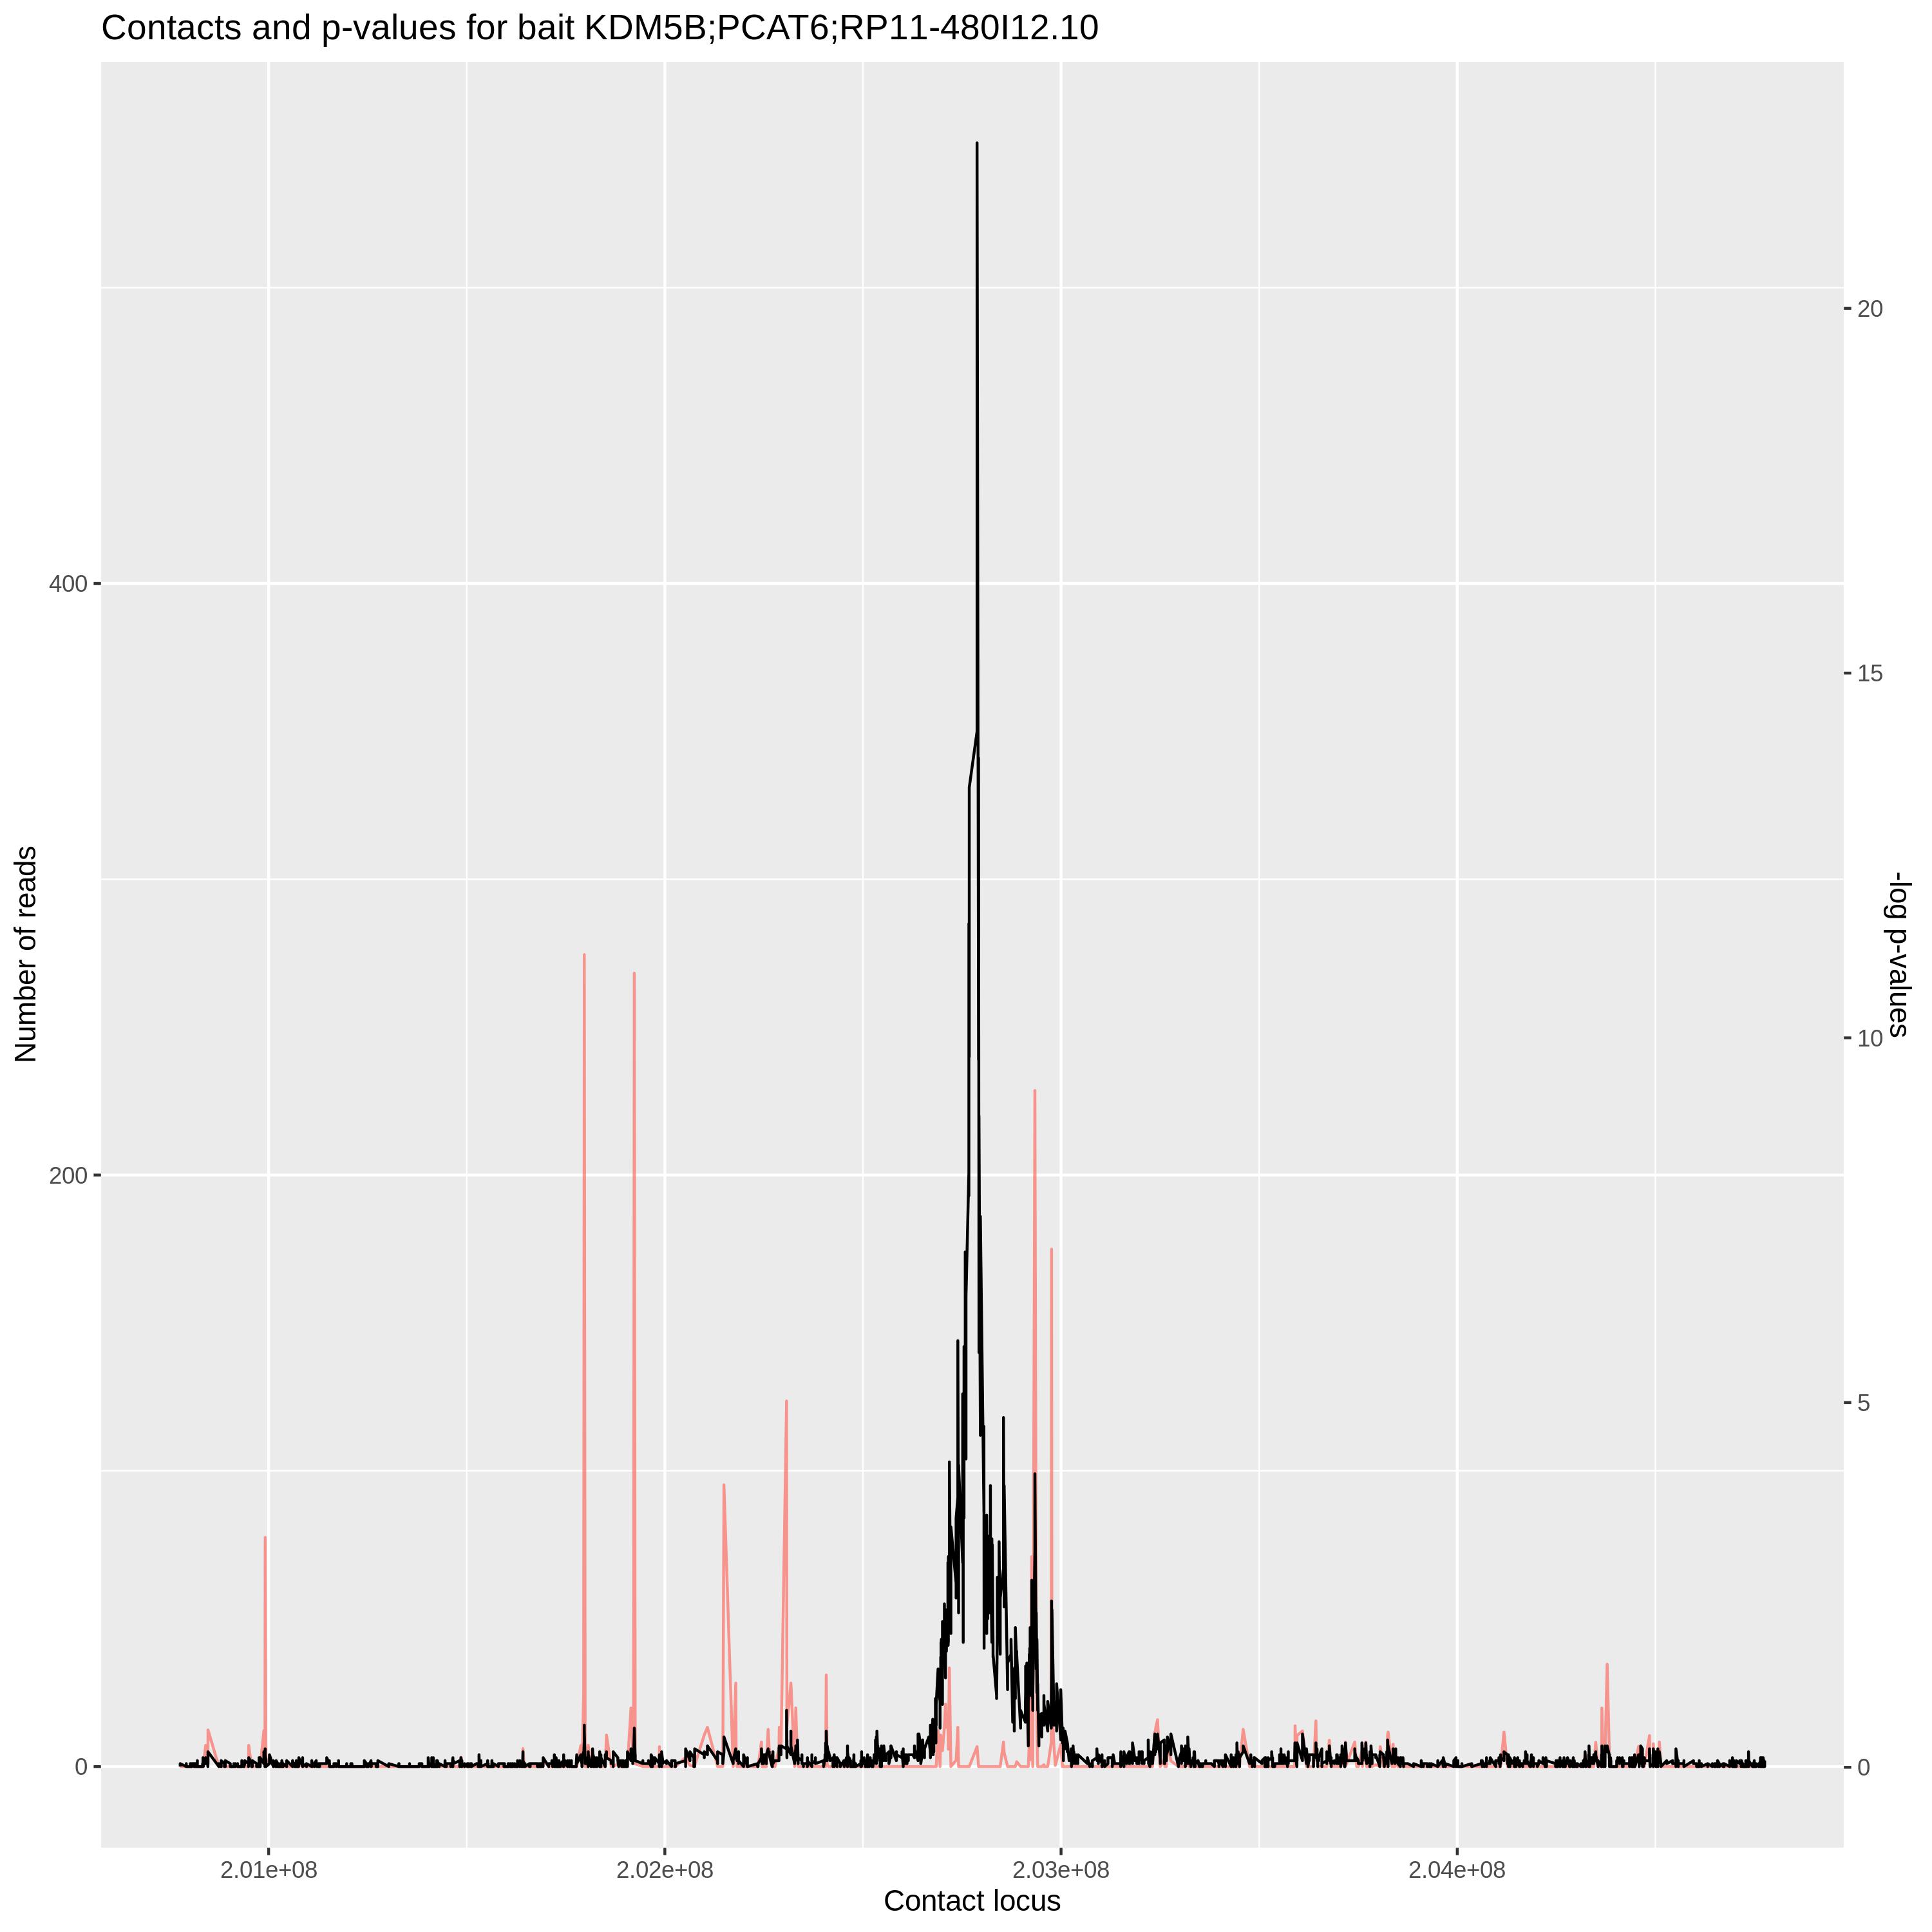 Contacts and p-values for bait KDM5B;PCAT6;RP11-480I12.10
Number of reads
400
200
0
20
15
10
5
0
-log p-values
2.01e+08
2.02e+08
2.03e+08
2.04e+08
Contact locus